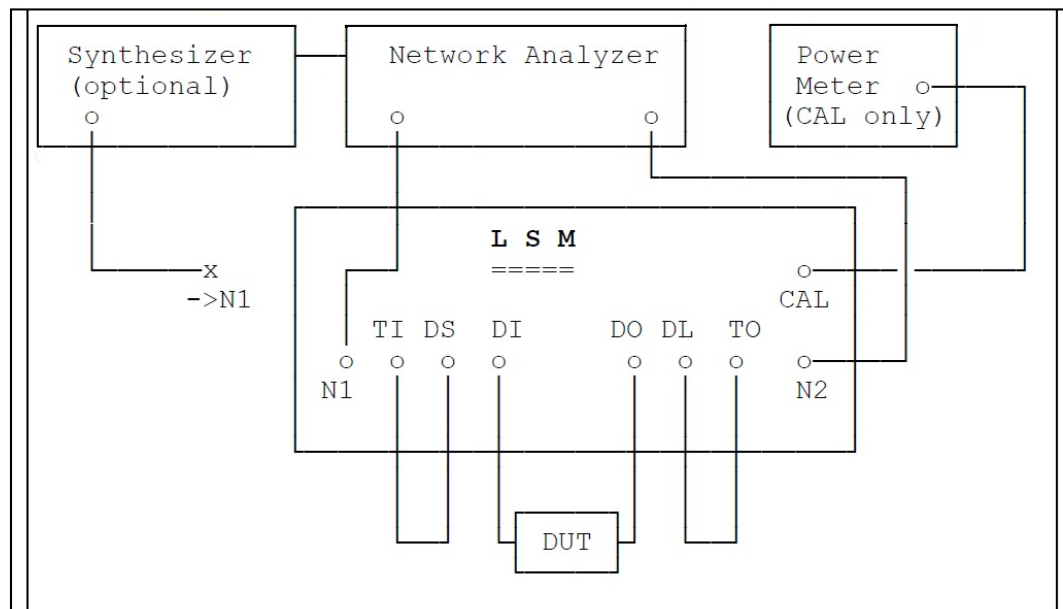 Synthesizer Network Analyzer Power
(optional) Meter
(CAL only)
L S M
=====
x
->N1 CAL
TI DS DI DO DL TO
N1 N2
DUT